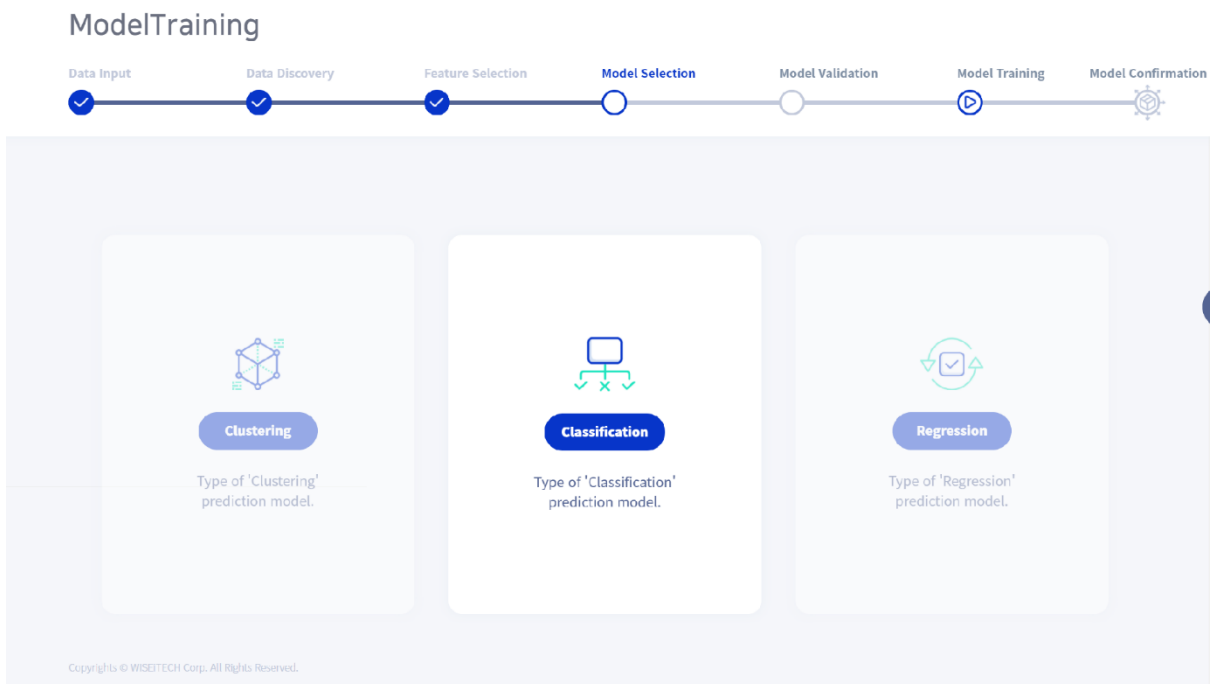 ModelTraining
Data Input
Data Discovery
Feature Selection
Model Selection
Model Validation
Model Training
Model Confirmation
Clustering
Type of 'Clustering'
prediction model.
Classification
Type of 'Classification'
prediction model.
Regression
Type of 'Regression'
prediction model.
Copyrights © WISEITECH Corp. All Rights Reserved.